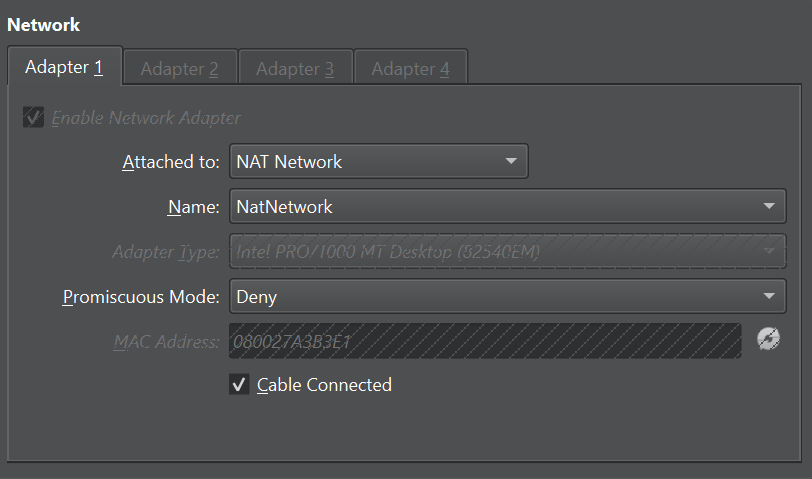 Network
Adapter 1 Adapter 2 Adapter 3 Adapter 4
Enable Network Adapter
Attached to: NAT Network
Name: NatNetwork
Adapter Type: Intel PRO/1000 MT Desktop (82540EM)
Promiscuous Mode: Deny
MAC Address: 080027A3B3E1
Cable Connected